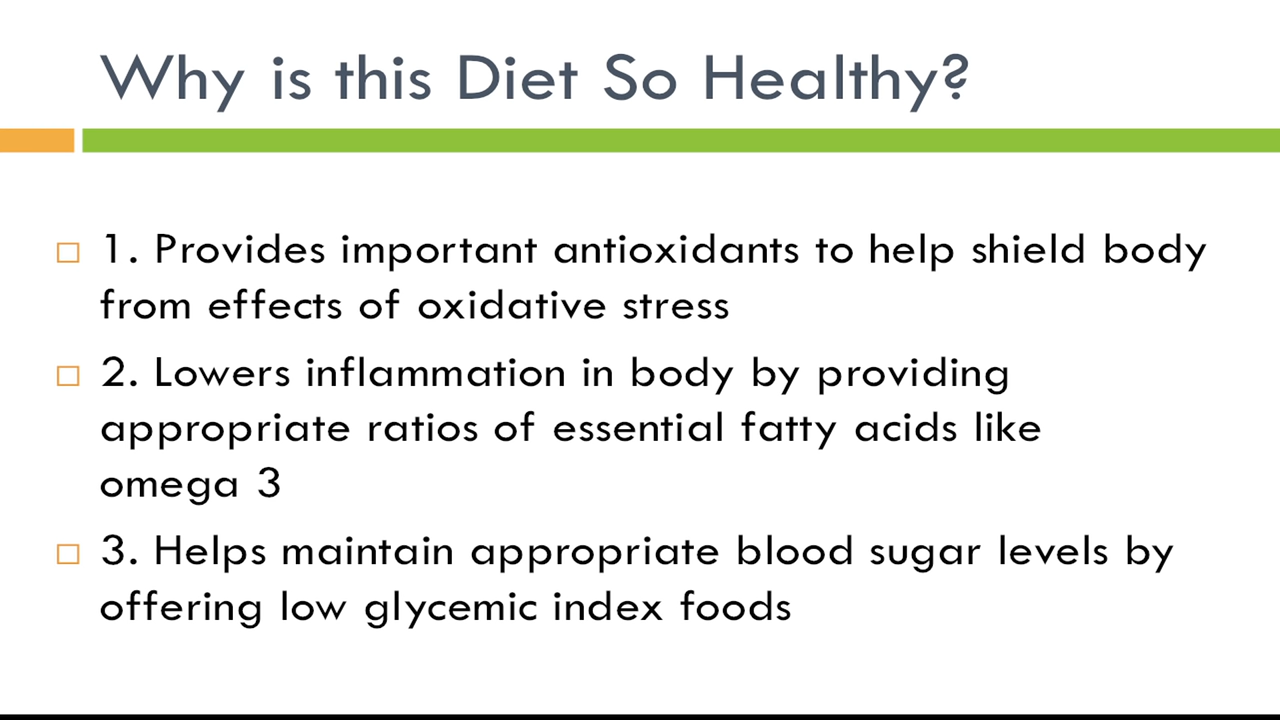 Why is this Diet So Healthy?
1. Provides important antioxidants to help shield body
from effects of oxidative stress
2. Lowers inflammation in body by providing
appropriate ratios of essential fatty acids like
omega 3
3. Helps maintain appropriate blood sugar levels by
offering low glycemic index foods